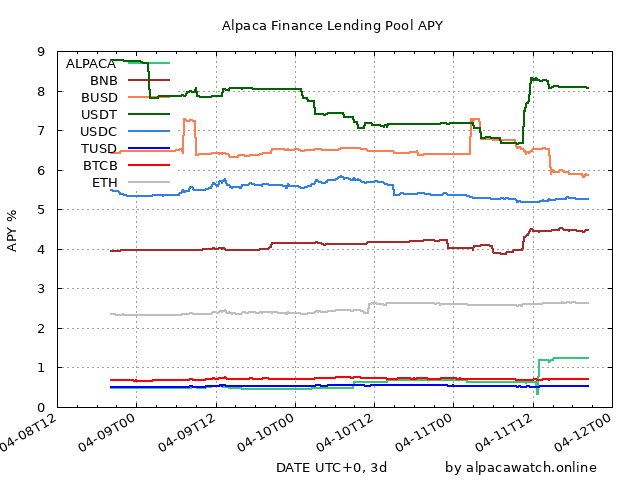 Alpaca Finance Lending Pool APY
9
8
7
6
5
4
3
2
1
0
APY %
ALPACA
BNB
BUSD
USDT
USDC
TUSD
BTCB
ETH
04-08T12
04-09T00
04-09T12
04-10T00
04-10T12
04-11T00
04-11T12
04-12T00
DATE UTC+0, 3d
by alpacawatch.online